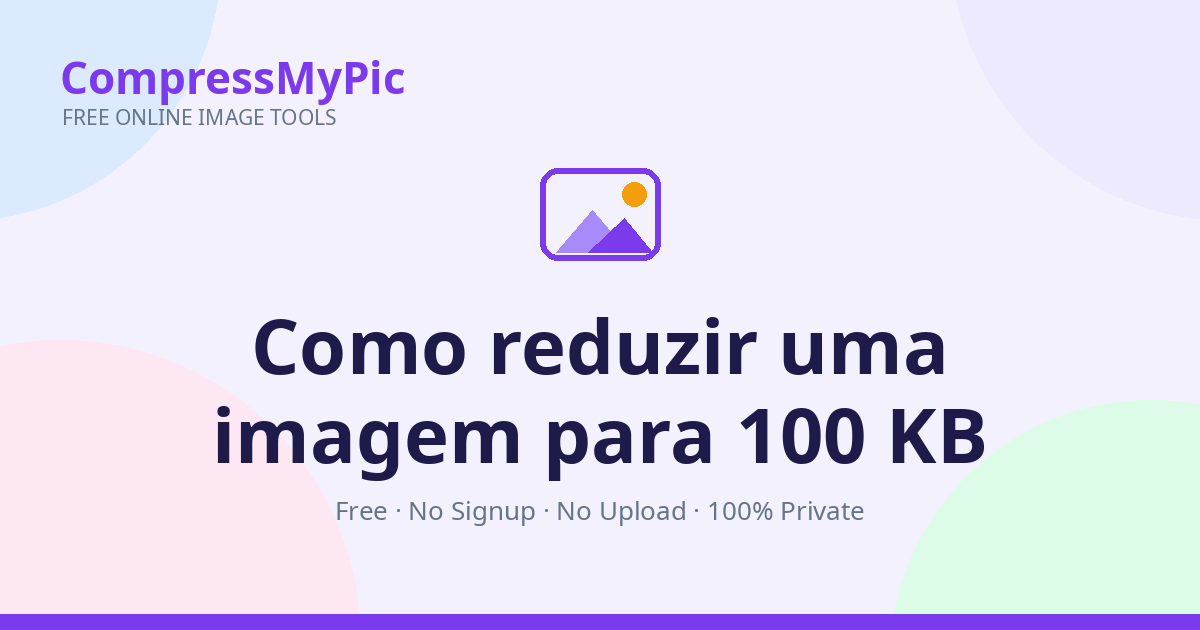 CompressMyPic
FREE ONLINE IMAGE TOOLS
Como reduzir uma
imagem para 100 KB
Free · No Signup · No Upload · 100% Private